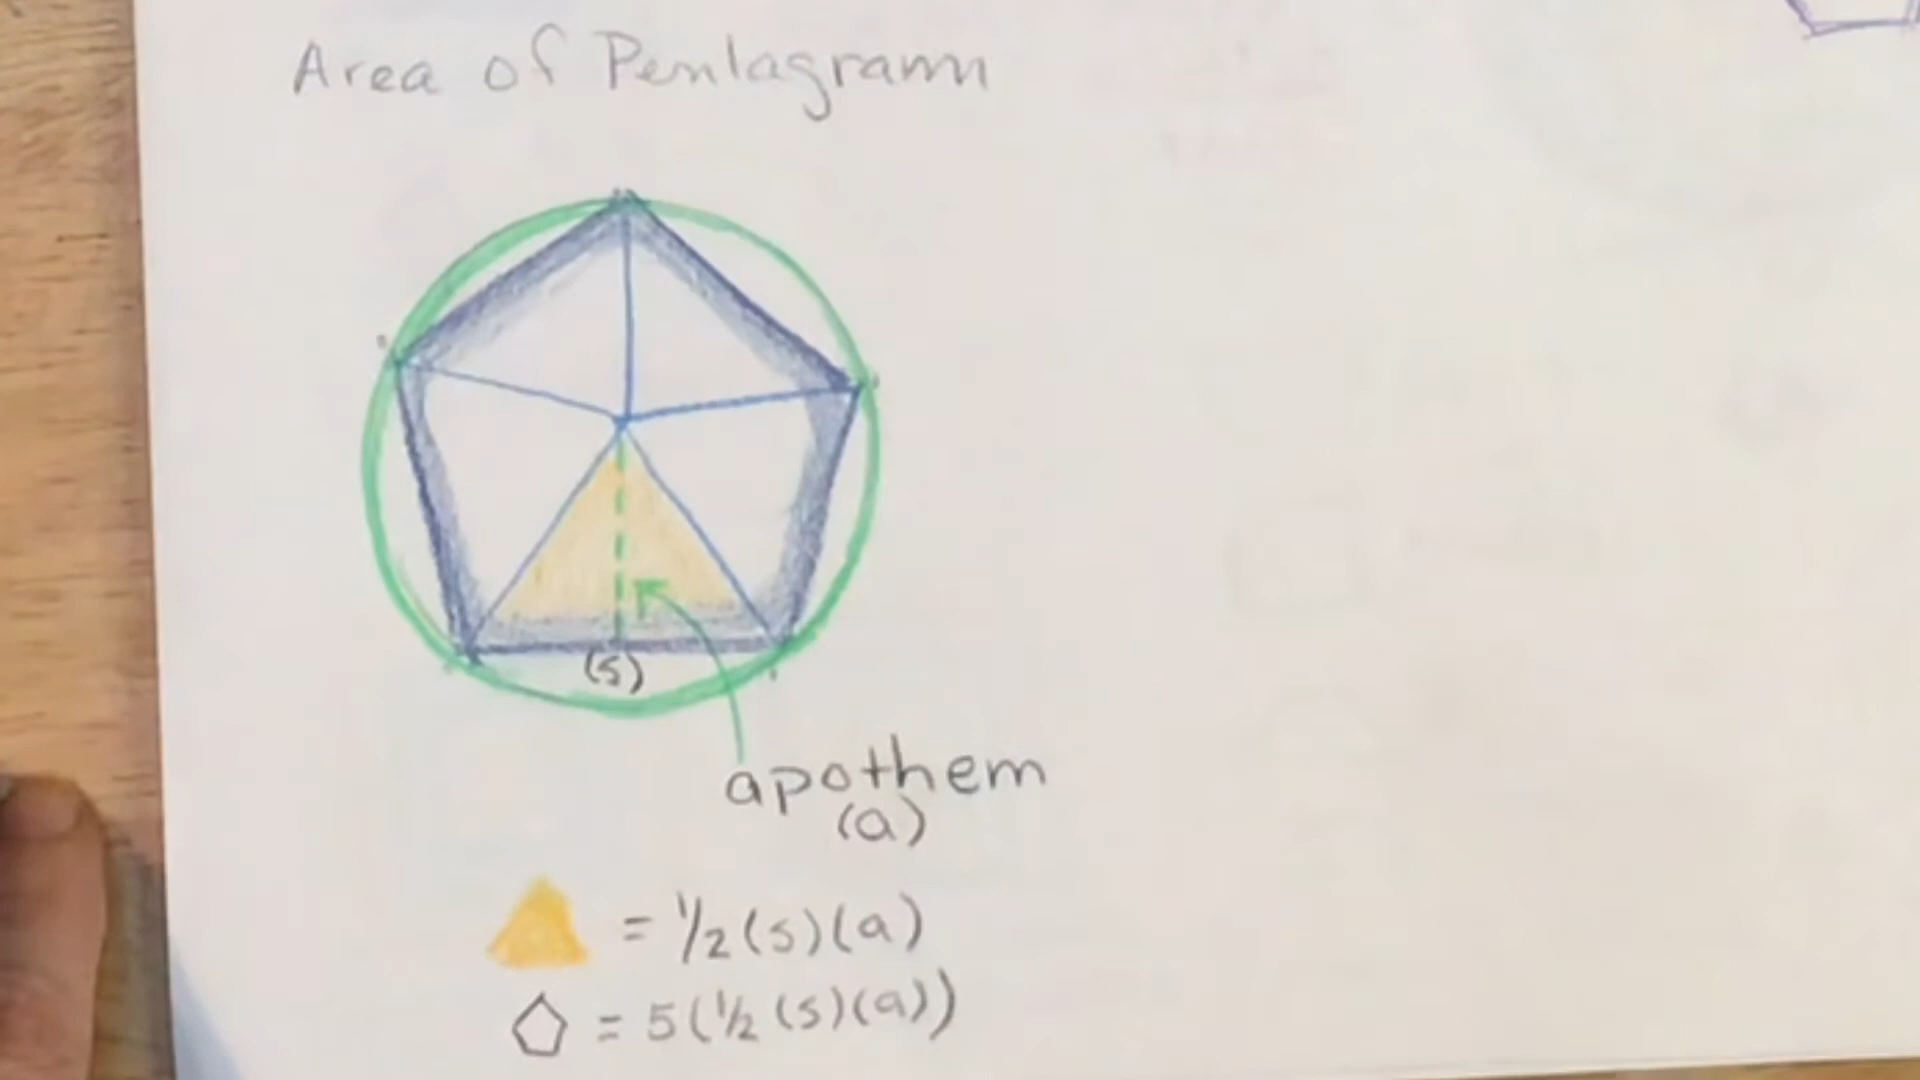 Area of Pentagram
(s)
apothem
(a)
= 1/2 (s)(a)
= 5(1/2 (s)(a))